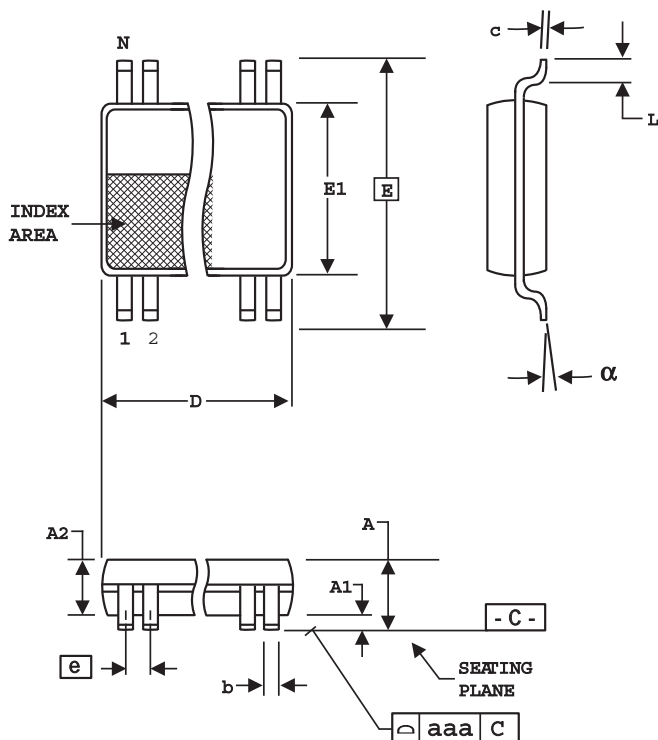 N
c
L
E1
E
INDEX
AREA
1 2
α
D
A2
A
A1
- C -
e
b
SEATING
PLANE
aaa C